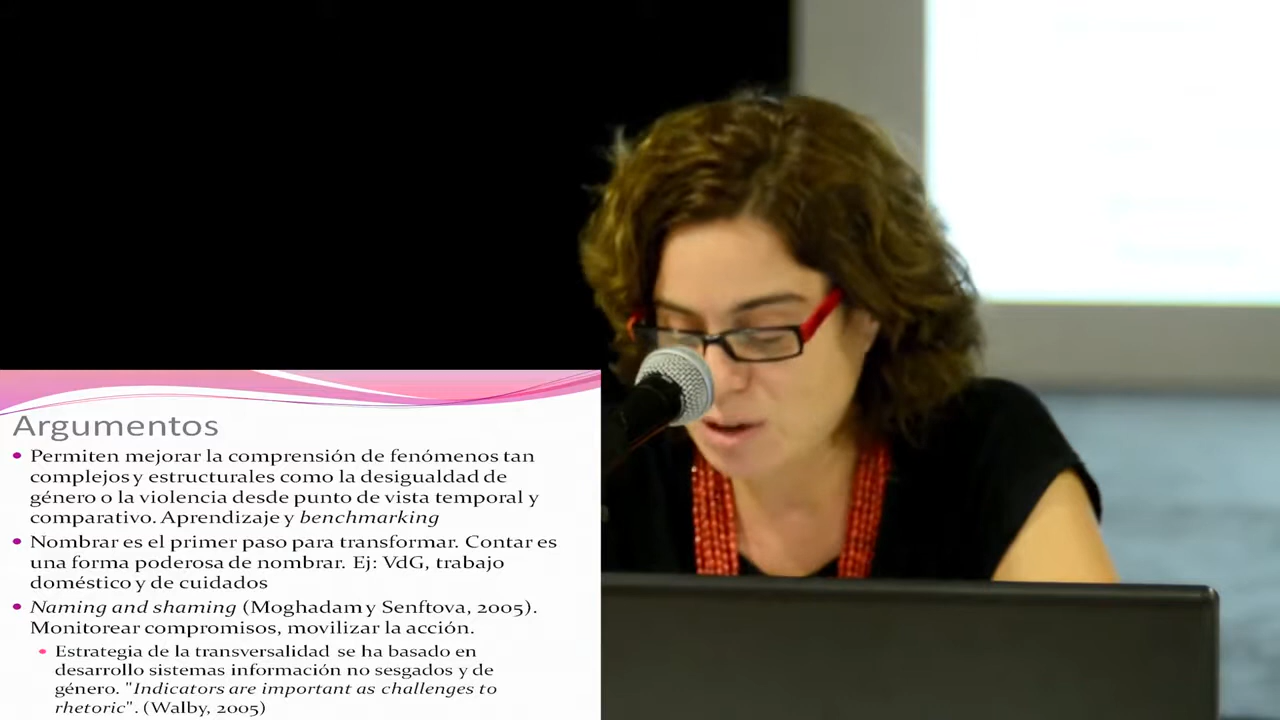 Argumentos
• Permiten mejorar la comprensión de fenómenos tan
complejos y estructurales como la desigualdad de
género o la violencia desde punto de vista temporal y
comparativo. Aprendizaje y benchmarking
• Nombrar es el primer paso para transformar. Contar es
una forma poderosa de nombrar. Ej: VdG, trabajo
doméstico y de cuidados
• Naming and shaming (Moghadam y Senftova, 2005).
Monitorear compromisos, movilizar la acción.
• Estrategia de la transversalidad se ha basado en
desarrollo sistemas información no sesgados y de
género. "Indicators are important as challenges to
rhetoric". (Walby, 2005)